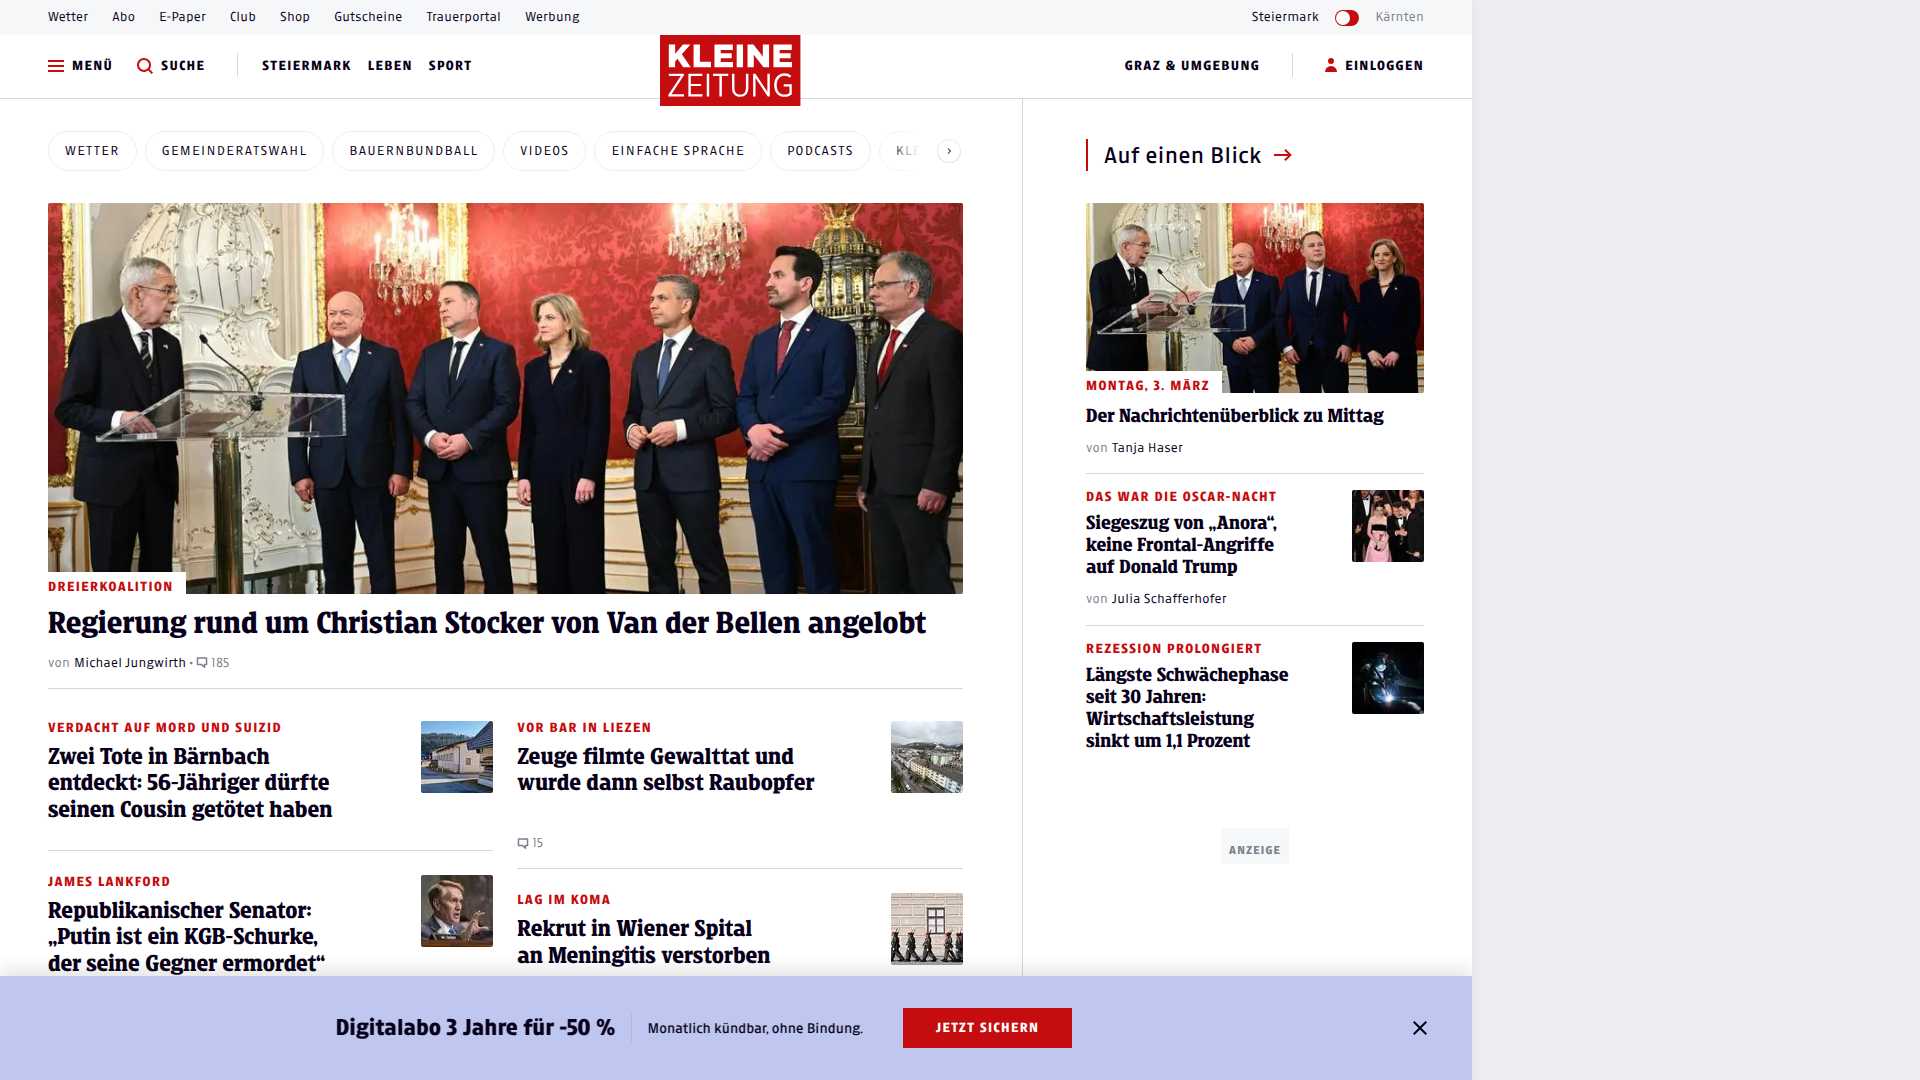 Wetter Abo E-Paper Club Shop Gutscheine Trauerportal Werbung Steiermark Kärnten
MENÜ SUCHE STEIERMARK LEBEN SPORT KLEINE ZEITUNG GRAZ & UMGEBUNG EINLOGGEN
WETTER GEMEINDERATSWAHL BAUERNBUNDBALL VIDEOS EINFACHE SPRACHE PODCASTS
DREIERKOALITION
Regierung rund um Christian Stocker von Van der Bellen angelobt
von Michael Jungwirth • 185
VERDACHT AUF MORD UND SUIZID
Zwei Tote in Bärnbach
entdeckt: 56-Jähriger dürfte
seinen Cousin getötet haben
JAMES LANKFORD
Republikanischer Senator:
„Putin ist ein KGB-Schurke,
der seine Gegner ermordet“
VOR BAR IN LIEZEN
Zeuge filmte Gewalttat und
wurde dann selbst Raubopfer
15
LAG IM KOMA
Rekrut in Wiener Spital
an Meningitis verstorben
Auf einen Blick
MONTAG, 3. MÄRZ
Der Nachrichtenüberblick zu Mittag
von Tanja Haser
DAS WAR DIE OSCAR-NACHT
Siegeszug von „Anora“,
keine Frontal-Angriffe
auf Donald Trump
von Julia Schafferhofer
REZESSION PROLONGIERT
Längste Schwächephase
seit 30 Jahren:
Wirtschaftsleistung
sinkt um 1,1 Prozent
ANZEIGE
Digitalabo 3 Jahre für -50 % Monatlich kündbar, ohne Bindung. JETZT SICHERN